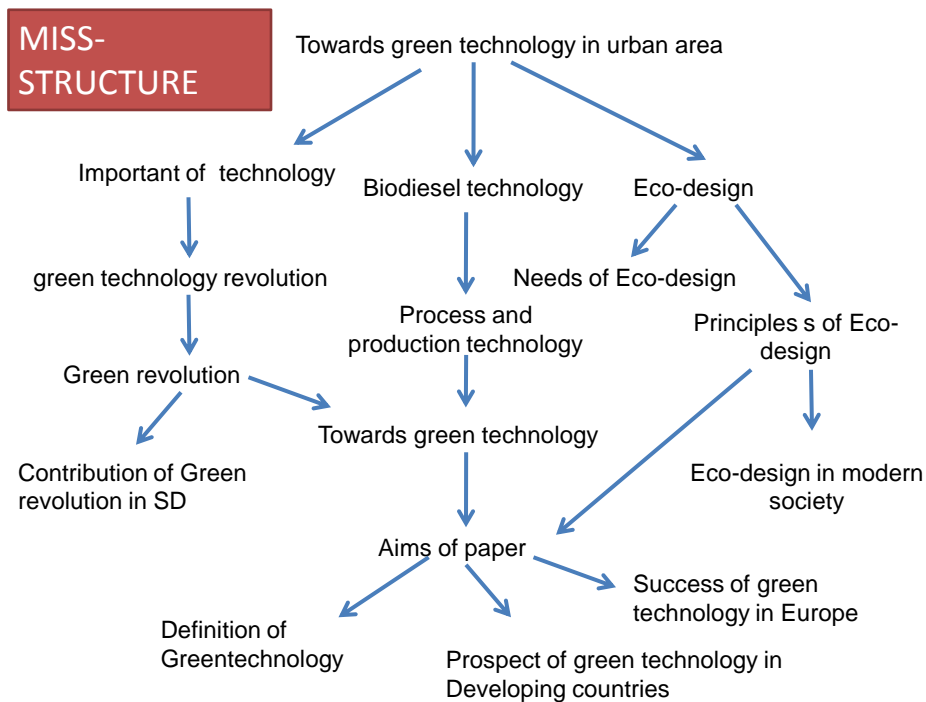 MISS-
STRUCTURE
Towards green technology in urban area
Important of technology
Biodiesel technology
Eco-design
green technology revolution
Needs of Eco-design
Process and
production technology
Principles s of Eco-
design
Green revolution
Towards green technology
Contribution of Green
revolution in SD
Eco-design in modern
society
Aims of paper
Success of green
technology in Europe
Definition of
Greentechnology
Prospect of green technology in
Developing countries